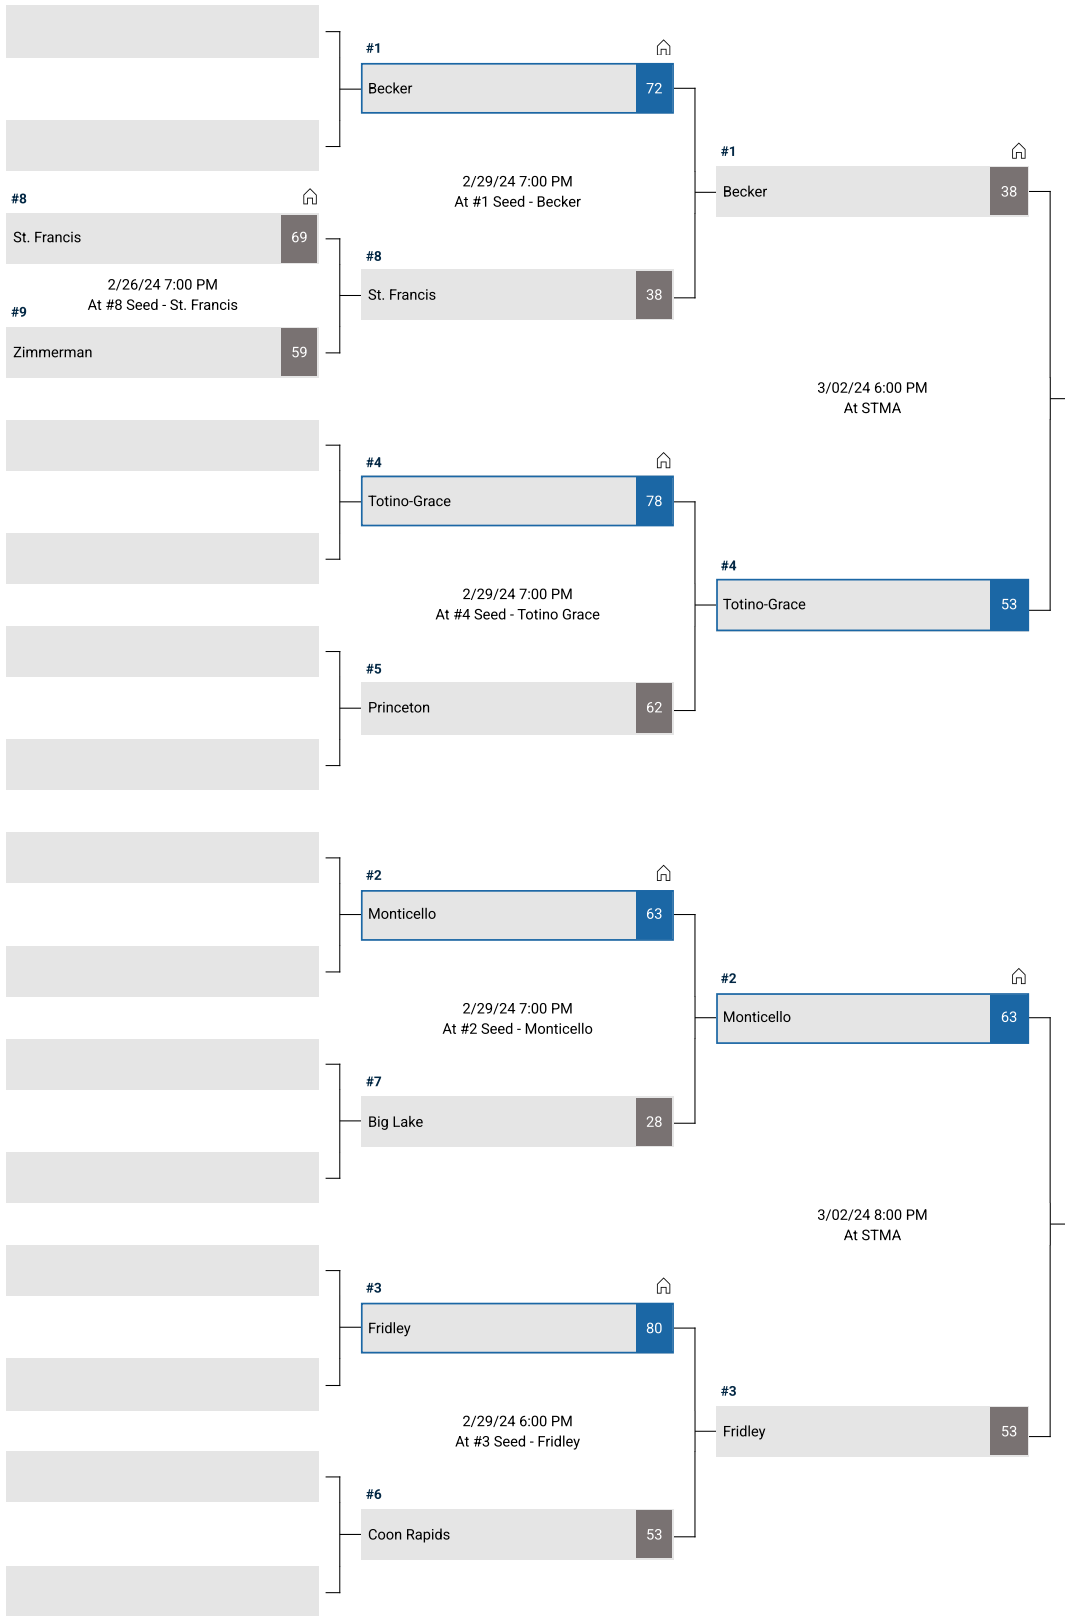 #8
St. Francis
69
2/26/24 7:00 PM
At #8 Seed - St. Francis
#9
Zimmerman
59
#1
Becker
72
2/29/24 7:00 PM
At #1 Seed - Becker
#8
St. Francis
38
#4
Totino-Grace
78
2/29/24 7:00 PM
At #4 Seed - Totino Grace
#5
Princeton
62
#2
Monticello
63
2/29/24 7:00 PM
At #2 Seed - Monticello
#7
Big Lake
28
#3
Fridley
80
2/29/24 6:00 PM
At #3 Seed - Fridley
#6
Coon Rapids
53
#1
Becker
38
3/02/24 6:00 PM
At STMA
#4
Totino-Grace
53
#2
Monticello
63
3/02/24 8:00 PM
At STMA
#3
Fridley
53